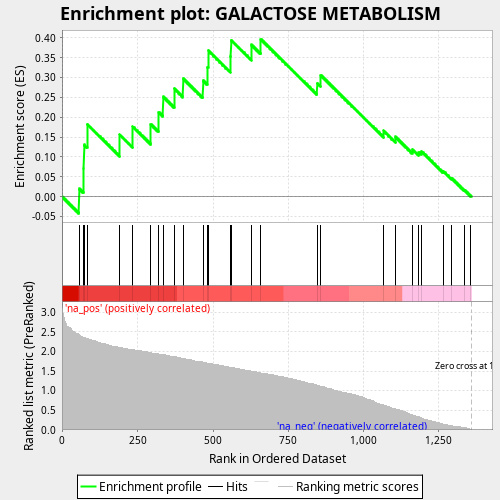 Enrichment plot: GALACTOSE METABOLISM
Enrichment score (ES)
0.40
0.35
0.30
0.25
0.20
0.15
0.10
0.05
0.00
-0.05
'na_pos' (positively correlated)
Ranked list metric (PreRanked)
3.0
2.5
2.0
1.5
1.0
0.5
0.0
Zero cross at 1
'na_neg' (negatively correlated)
0
250
500
750
1,000
1,250
Rank in Ordered Dataset
Enrichment profile
Hits
Ranking metric scores